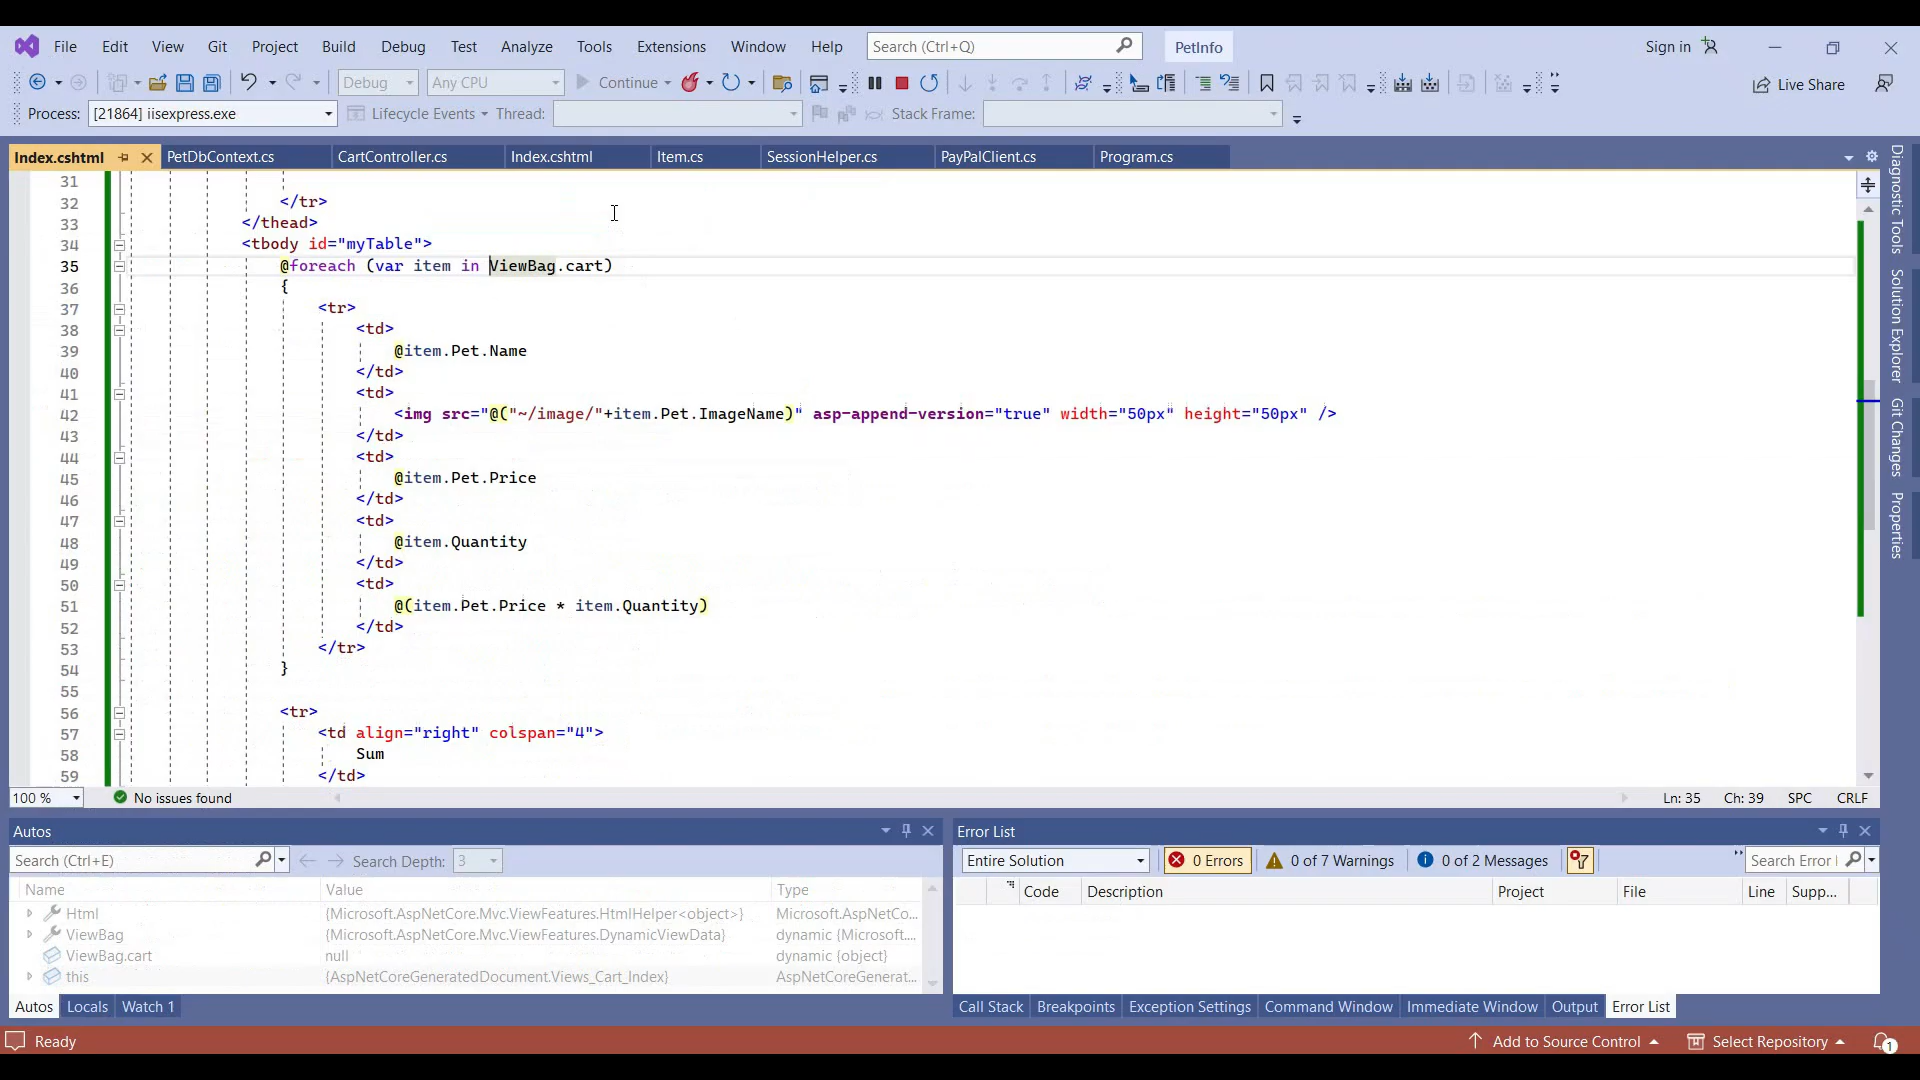 File Edit View Git Project Build Debug Test Analyze Tools Extensions Window Help Search (Ctrl+Q) PetInfo Sign in
Debug Any CPU Continue Live Share
Process: [21864] iisexpress.exe Lifecycle Events Thread: Stack Frame:
Index.cshtml PetDbContext.cs CartController.cs Index.cshtml Item.cs SessionHelper.cs PayPalClient.cs Program.cs
31
32 </tr>
33 </thead>
34 <tbody id="myTable">
35 @foreach (var item in ViewBag.cart)
36 {
37 <tr>
38 <td>
39 @item.Pet.Name
40 </td>
41 <td>
42 <img src="@("~/image/"+item.Pet.ImageName)" asp-append-version="true" width="50px" height="50px" />
43 </td>
44 <td>
45 @item.Pet.Price
46 </td>
47 <td>
48 @item.Quantity
49 </td>
50 <td>
51 @(item.Pet.Price * item.Quantity)
52 </td>
53 </tr>
54 }
55
56 <tr>
57 <td align="right" colspan="4">
58 Sum
59 </td>
100 % No issues found Ln: 35 Ch: 39 SPC CRLF
Diagnostic Tools
Solution Explorer
Git Changes
Properties
Autos
Search (Ctrl+E) Search Depth: 3
Name Value Type
Html {Microsoft.AspNetCore.Mvc.ViewFeatures.HtmlHelper<object>} Microsoft.AspNetCo...
ViewBag {Microsoft.AspNetCore.Mvc.ViewFeatures.DynamicViewData} dynamic {Microsoft....
ViewBag.cart null dynamic {object}
this {AspNetCoreGeneratedDocument.Views_Cart_Index} AspNetCoreGenerat...
Autos Locals Watch 1
Error List
Entire Solution 0 Errors 0 of 7 Warnings 0 of 2 Messages Search Error
Code Description Project File Line Supp...
Call Stack Breakpoints Exception Settings Command Window Immediate Window Output Error List
Ready Add to Source Control Select Repository 1